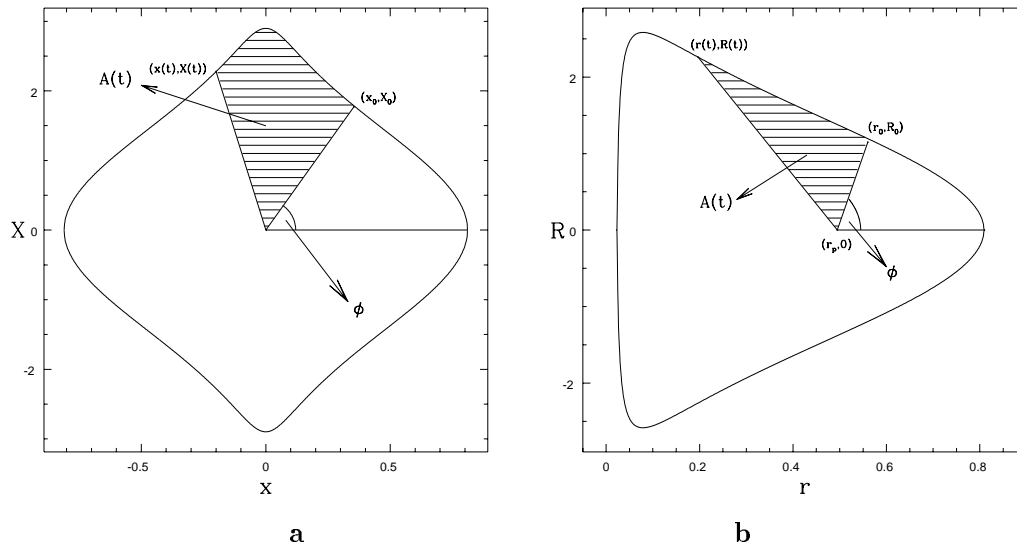 A(t)
(x(t),X(t))
(x₀,X₀)
X
2
0
-2
ϕ
-0.5
0
0.5
x
a
(r(t),R(t))
(r₀,R₀)
A(t)
(rₚ,0)
R
2
0
-2
ϕ
0
0.2
0.4
0.6
0.8
r
b